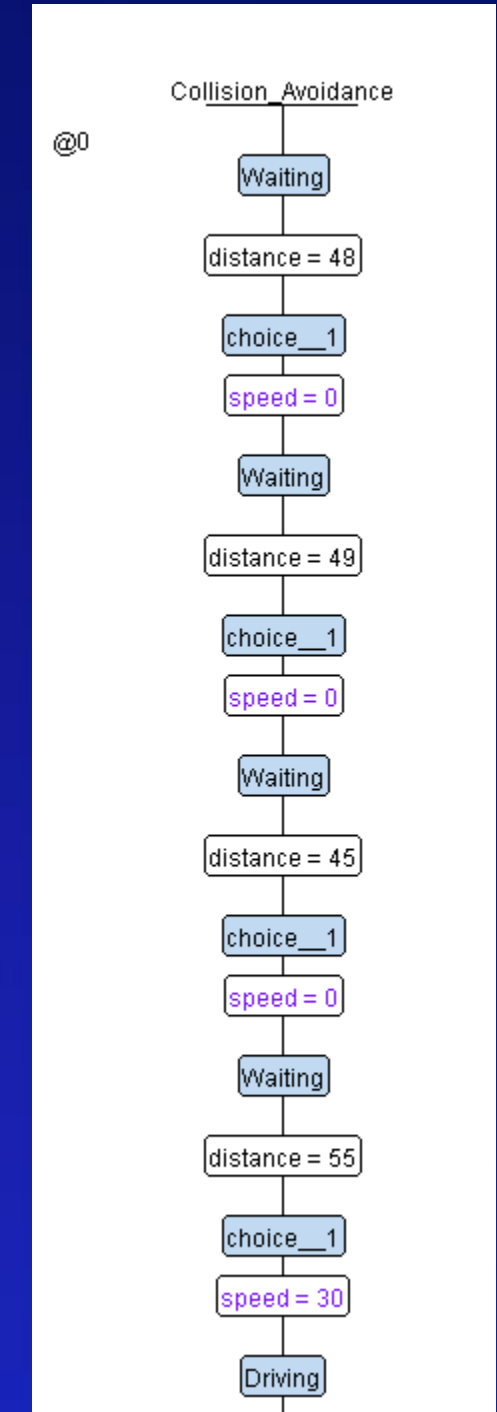 Collision_Avoidance
@0
Waiting
distance = 48
choice__1
speed = 0
Waiting
distance = 49
choice__1
speed = 0
Waiting
distance = 45
choice__1
speed = 0
Waiting
distance = 55
choice__1
speed = 30
Driving